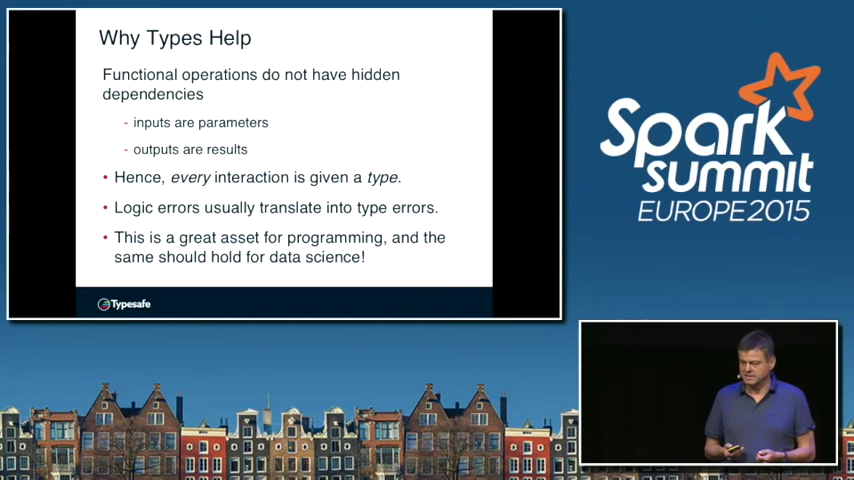 Why Types Help
Functional operations do not have hidden
dependencies
- inputs are parameters
- outputs are results
• Hence, every interaction is given a type.
• Logic errors usually translate into type errors.
• This is a great asset for programming, and the
same should hold for data science!
Typesafe
Spark
summit
EUROPE 2015